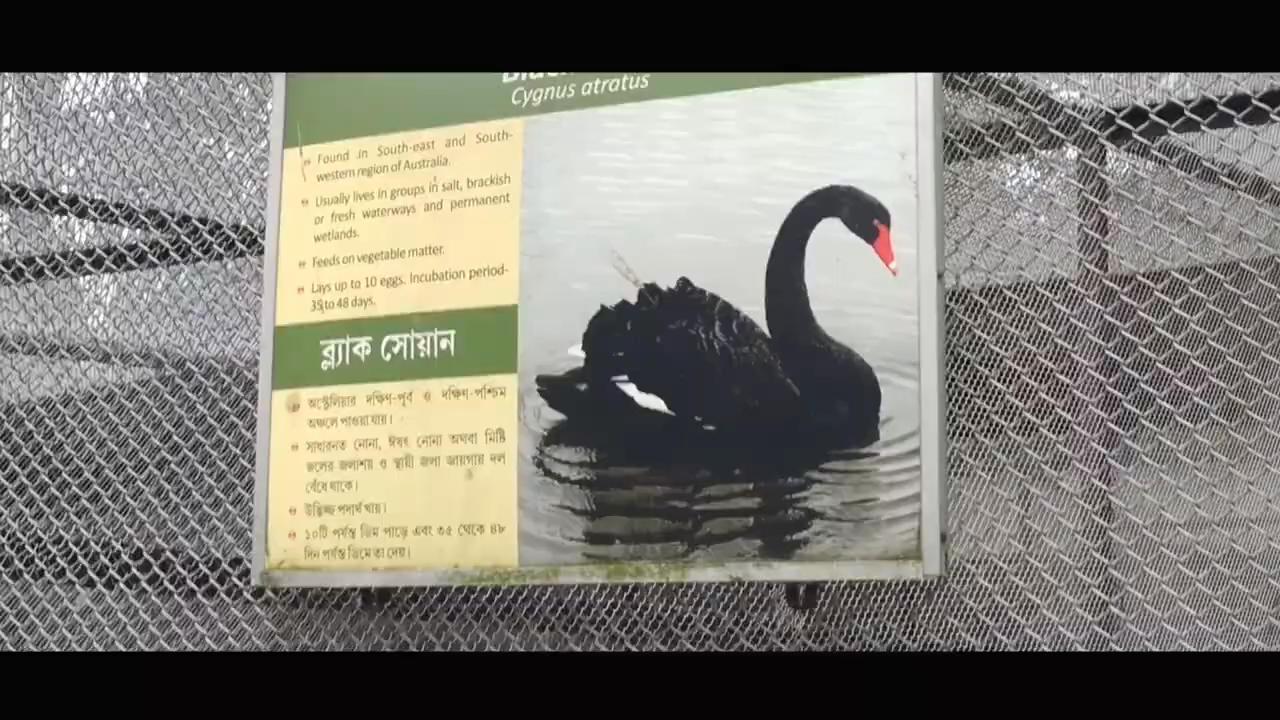 Cygnus atratus
Found in South-east and South-
western region of Australia.
Usually lives in groups in salt, brackish
or fresh waterways and permanent
wetlands.
Feeds on vegetable matter.
Lays up to 10 eggs. Incubation period-
35 to 48 days.
ব্ল্যাক সোয়ান
অস্ট্রেলিয়ার দক্ষিণ-পূর্ব ও দক্ষিণ-পশ্চিম
অঞ্চলে পাওয়া যায়।
সাধারনত নোনা, ঈষৎ নোনা অথবা মিষ্টি
জলের জলাশয় ও স্থায়ী জলা জায়গায় দল
বেঁধে থাকে।
উদ্ভিজ্জ পদার্থ খায়।
১০টি পর্যন্ত ডিম পাড়ে এবং ৩৫ থেকে ৪৮
দিন পর্যন্ত ডিমে তা দেয়।